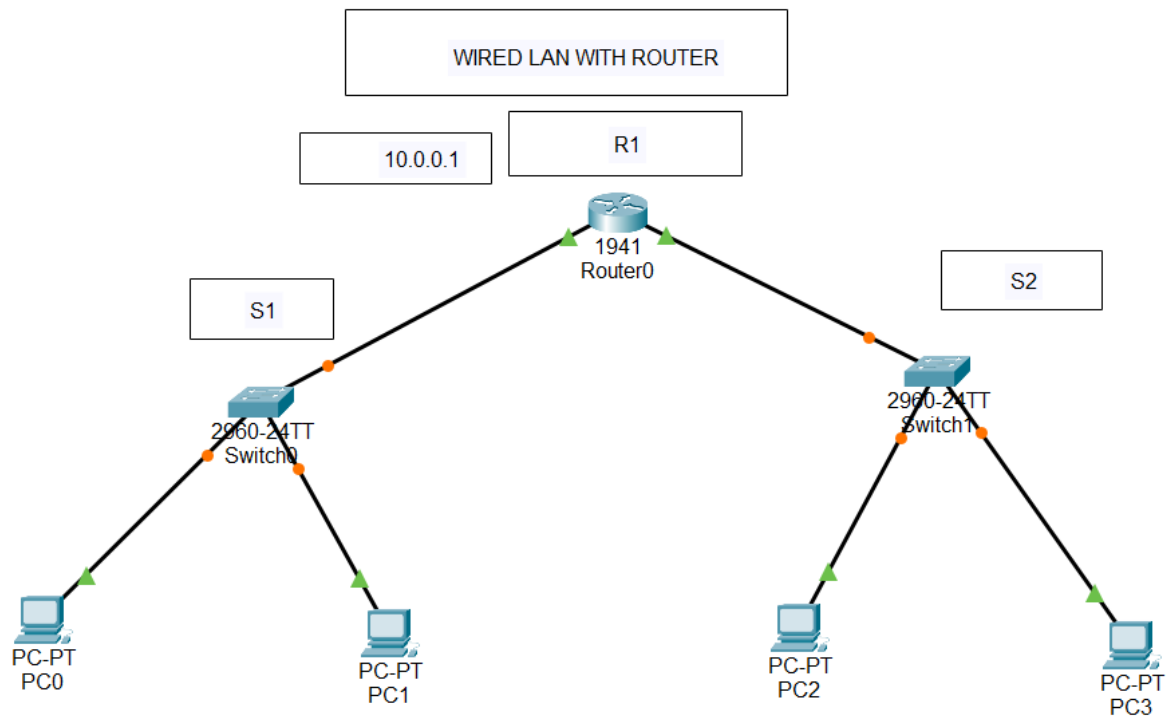 WIRED LAN WITH ROUTER
R1
10.0.0.1
1941
Router0
S1
S2
2960-24TT
Switch0
2960-24TT
Switch1
PC-PT
PC0
PC-PT
PC1
PC-PT
PC2
PC-PT
PC3